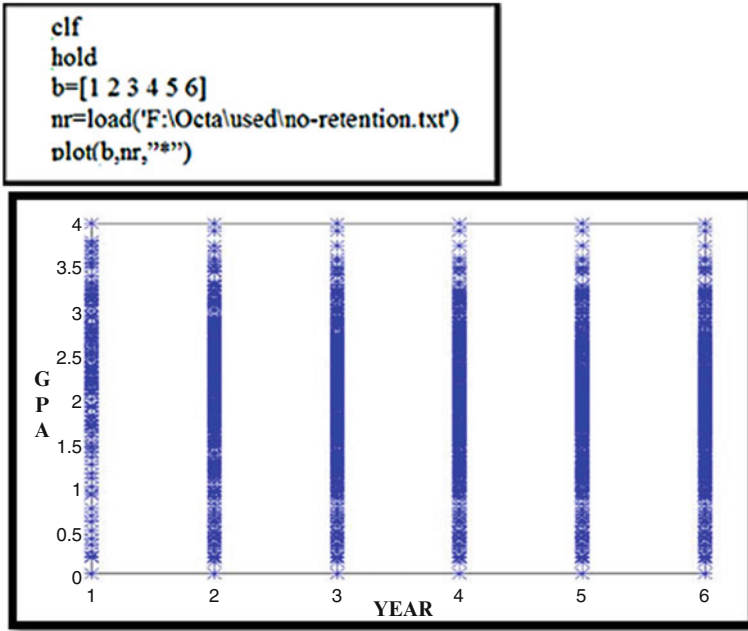 clf
hold
b=[1 2 3 4 5 6]
nr=load('F:\Octa\used\no-retention.txt')
plot(b,nr,”*”)
4
3.5
3
2.5
2
1.5
1
0.5
0
G
P
A
1 2 3 4 5 6
YEAR